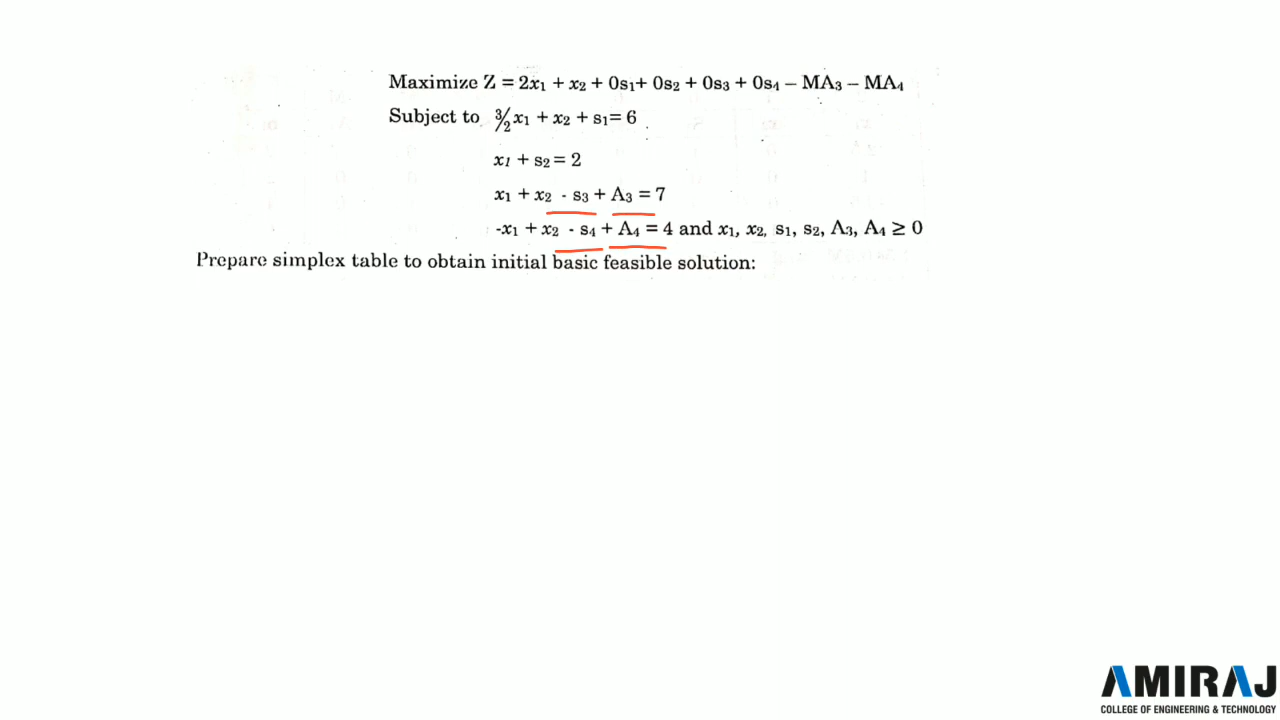 Maximize Z = 2x₁ + x₂ + 0s₁+ 0s₂ + 0s₃ + 0s₄ – MA₃ – MA₄
Subject to 3/2x₁ + x₂ + s₁= 6
x₁ + s₂ = 2
x₁ + x₂ - s₃ + A₃ = 7
-x₁ + x₂ - s₄ + A₄ = 4 and x₁, x₂, s₁, s₂, A₃, A₄ ≥ 0
Prepare simplex table to obtain initial basic feasible solution:
AMIRAJ
COLLEGE OF ENGINEERING & TECHNOLOGY